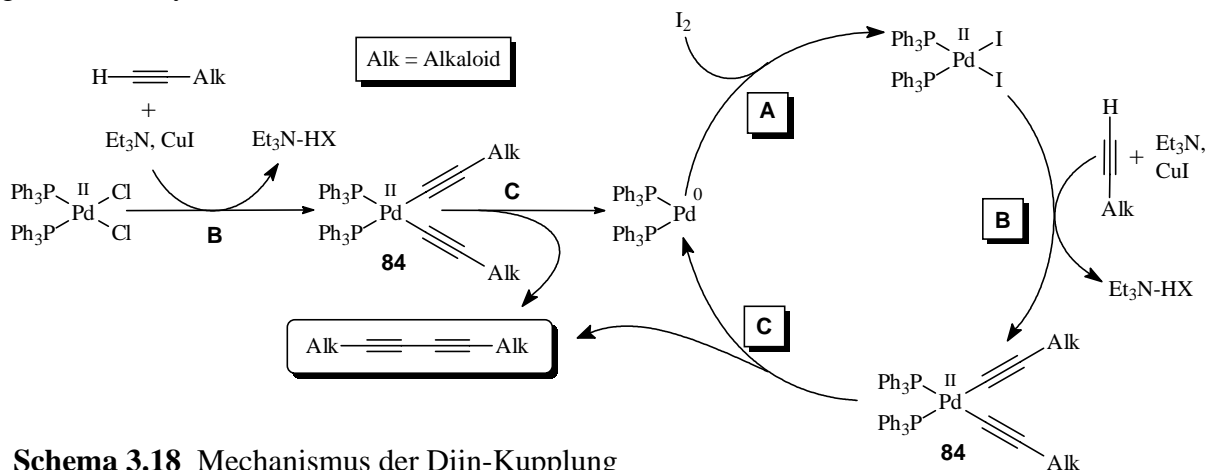 H Alk
+
Et₃N, CuI
Et₃N-HX
Alk = Alkaloid
Ph₃P II Cl
Pd
Ph₃P Cl
B
Alk
Ph₃P II
Pd
Ph₃P
84
Alk
C
Ph₃P 0
Pd
Ph₃P
Alk Alk
I₂
A
Ph₃P II I
Pd
Ph₃P I
H
Alk
+ Et₃N,
CuI
B
Et₃N-HX
C
Alk
Ph₃P II
Pd
Ph₃P
84
Alk
Schema 3.18 Mechanismus der Diin-Kupplung